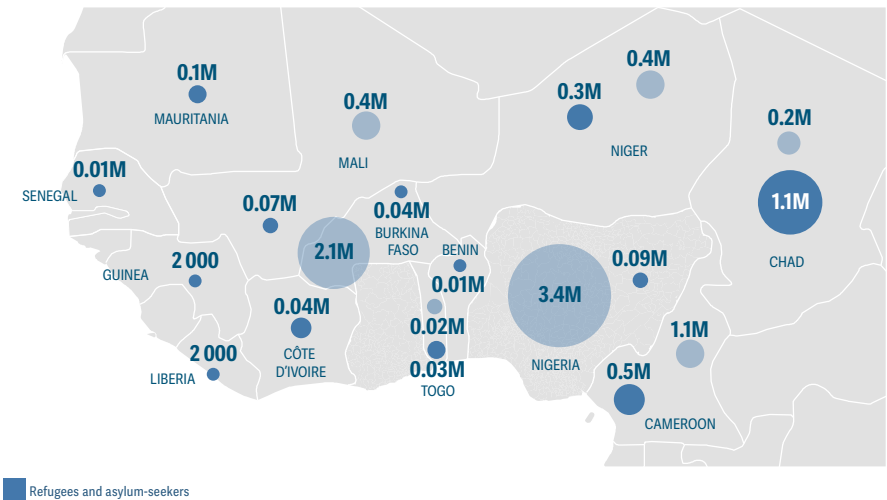 0.1M
MAURITANIA
0.4M
MALI
0.3M
0.4M
NIGER
0.2M
1.1M
CHAD
0.01M
SENEGAL
0.07M
2.1M
0.04M
BURKINA
FASO
BENIN
0.01M
2 000
GUINEA
0.04M
CÔTE
D'IVOIRE
2 000
LIBERIA
0.02M
0.03M
TOGO
3.4M
NIGERIA
0.09M
1.1M
0.5M
CAMEROON
Refugees and asylum-seekers